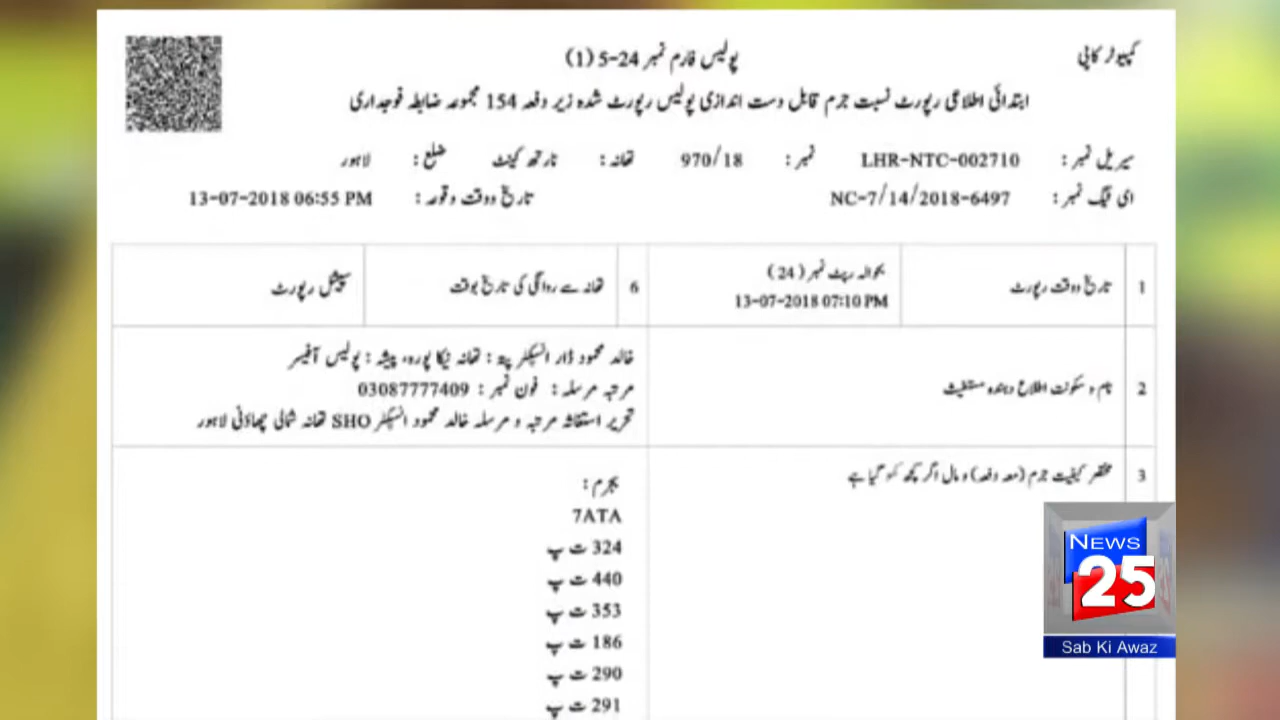 کمپیوٹر کاپی
پولیس فارم نمبر 24-5 (1)
ابتدائی اطلاعی رپورٹ نسبت جرم قابل دست اندازی پولیس رپورٹ شدہ زیر دفعہ 154 مجموعہ ضابطہ فوجداری
سیریل نمبر : LHR-NTC-002710 نمبر : 970/18 تھانہ : نارتھ کینٹ ضلع : لاہور
ای ٹیگ نمبر : NC-7/14/2018-6497 تاریخ و وقت وقوعہ : 13-07-2018 06:55 PM
1 تاریخ و وقت رپورٹ
بحوالہ رپٹ نمبر (24)
13-07-2018 07:10 PM
6 تھانہ سے روانگی کی تاریخ و وقت
سپیشل رپورٹ
2 نام و سکونت اطلاع دہندہ مستغیث
خالد محمود ڈار انسپکٹر پتہ : تھانہ نیکا پورہ، پیشہ : پولیس آفیسر
مرتبہ مرسلہ : فون نمبر : 03087777409
تحریر استغاثہ مرتبہ و مرسلہ خالد محمود انسپکٹر SHO تھانہ شمالی چھاؤنی لاہور
3 مختصر کیفیت جرم (معہ دفعہ) و مال اگر کچھ کھو گیا ہے
بجرم :
7ATA
324 ت پ
440 ت پ
353 ت پ
186 ت پ
290 ت پ
291 ت پ
NEWS
25
Sab Ki Awaz